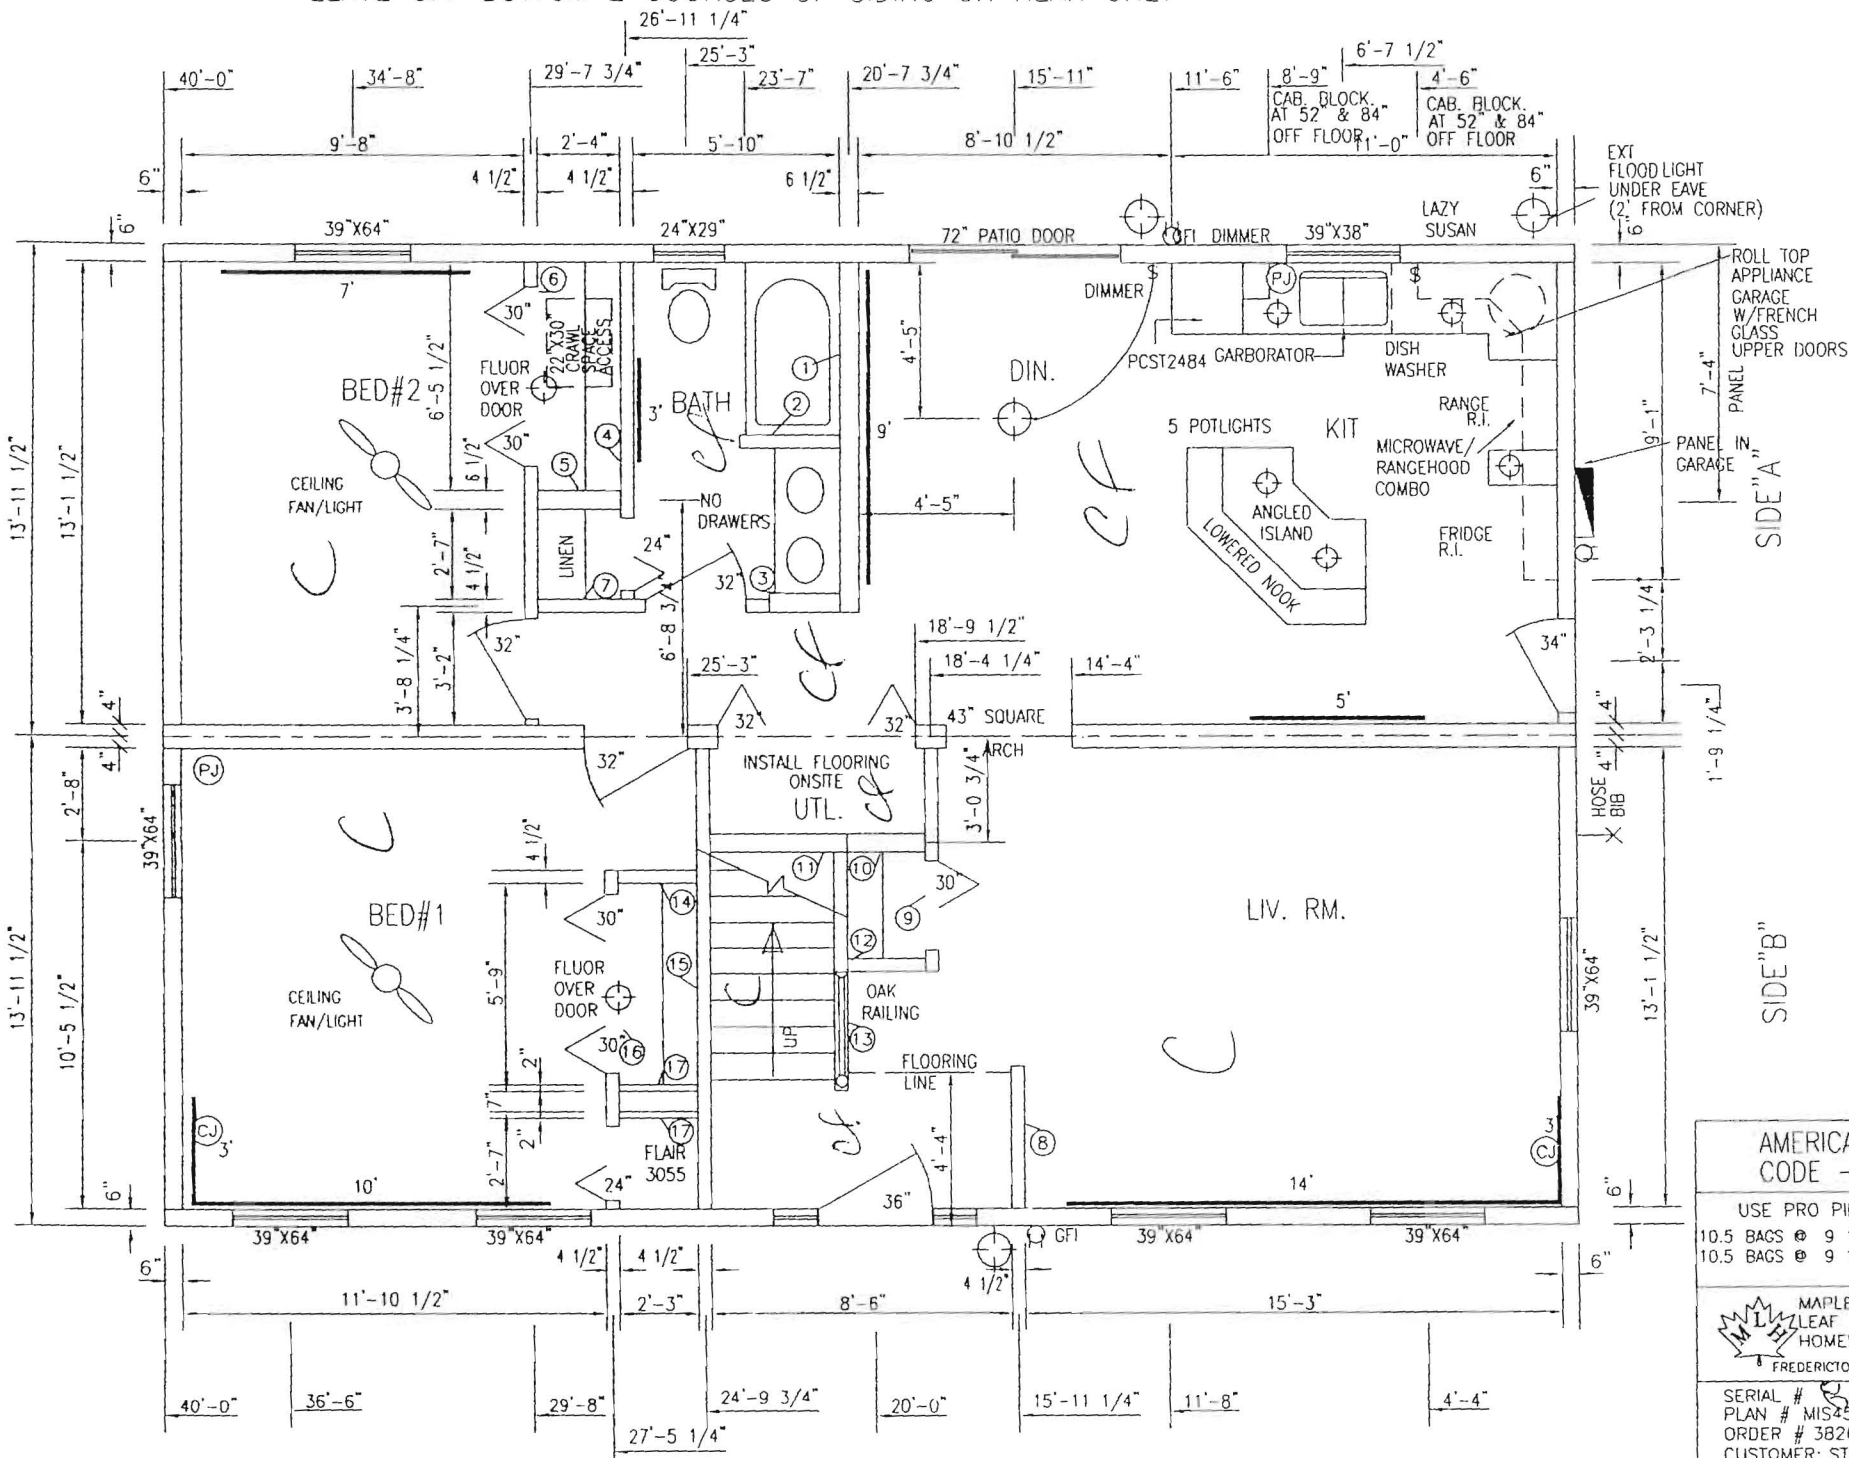 26'-11 1/4"
25'-3"
6'-7 1/2"
40'-0"
34'-8"
29'-7 3/4"
23'-7"
20'-7 3/4"
15'-11"
11'-6"
8'-9"
4'-6"
CAB. BLOCK.
AT 52" & 84"
OFF FLOOR
CAB. BLOCK.
AT 52" & 84"
OFF FLOOR
9'-8"
2'-4"
5'-10"
8'-10 1/2"
11'-0"
6"
4 1/2"
4 1/2"
6 1/2"
6"
EXT
FLOOD LIGHT
UNDER EAVE
(2' FROM CORNER)
6"
39"X64"
24"X29"
72" PATIO DOOR
GFI
DIMMER
39"X38"
LAZY
SUSAN
6"
ROLL TOP
APPLIANCE
GARAGE
W/FRENCH
GLASS
UPPER DOORS
7'
6
30"
22"X30"
CRAWL
SPACE
ACCESS
DIMMER
$
PJ
$
PCST2484
GARBORATOR
DISH
WASHER
4'-5"
1
2
BED#2
6'-5 1/2"
FLUOR
OVER
DOOR
3'
BATH
DIN.
KIT
RANGE
R.I.
9'-1"
7'-4"
PANEL
30"
4
5
9'
5 POTLIGHTS
MICROWAVE/
RANGEHOOD
COMBO
PANEL IN
GARAGE
CEILING
FAN/LIGHT
6 1/2"
NO
DRAWERS
4'-5"
ANGLED
ISLAND
LOWERED NOOK
FRIDGE
R.I.
SIDE"A"
13'-11 1/2"
13'-1 1/2"
C
2'-7"
4 1/2"
LINEN
7
24"
32"
3
32"
6'-8 3/4"
3'-8 1/4"
3'-2"
18'-9 1/2"
18'-4 1/4"
25'-3"
14'-4"
34"
2'-3 1/4"
4"
4"
32"
32"
43" SQUARE
ARCH
5'
4"
4"
1'-9 1/4"
PJ
32"
INSTALL FLOORING
ONSITE
UTL.
3'-0 3/4"
HOSE
BIB
2'-8"
39"X64"
C
4 1/2"
11
10
30"
9
12
BED#1
30"
14
15
LIV. RM.
39"X64"
13'-1 1/2"
SIDE"B"
13'-11 1/2"
10'-5 1/2"
CEILING
FAN/LIGHT
5'-9"
FLUOR
OVER
DOOR
C
UP
OAK
RAILING
13
C
30"
16
17
FLOORING
LINE
2"
7"
2"
17
FLAIR
3055
2'-7"
24"
4'-4"
8
CJ
3'
3'
CJ
10'
36"
14'
6"
6"
39"X64"
39"X64"
GFI
39"X64"
39"X64"
6"
4 1/2"
4 1/2"
4 1/2"
6"
11'-10 1/2"
2'-3"
8'-6"
15'-3"
40'-0"
36'-6"
29'-8"
24'-9 3/4"
20'-0"
15'-11 1/4"
11'-8"
4'-4"
27'-5 1/4"
CODE -
USE PRO
10.5 BAGS @ 9
10.5 BAGS @ 9
MLH
MAPLE
LEAF
SERIAL #
PLAN #
ORDER #
CUSTOMER: